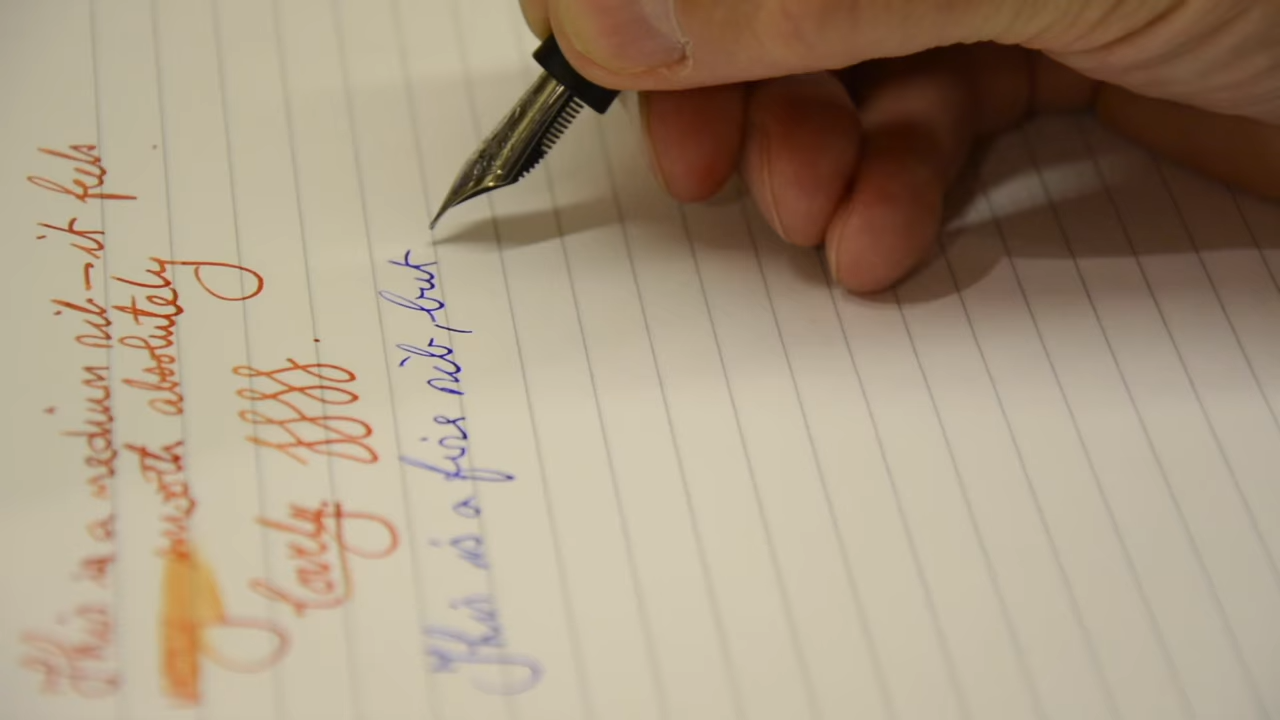 This is a medium nib - it feels
smooth absolutely
lovely.
This is a fine nib, but